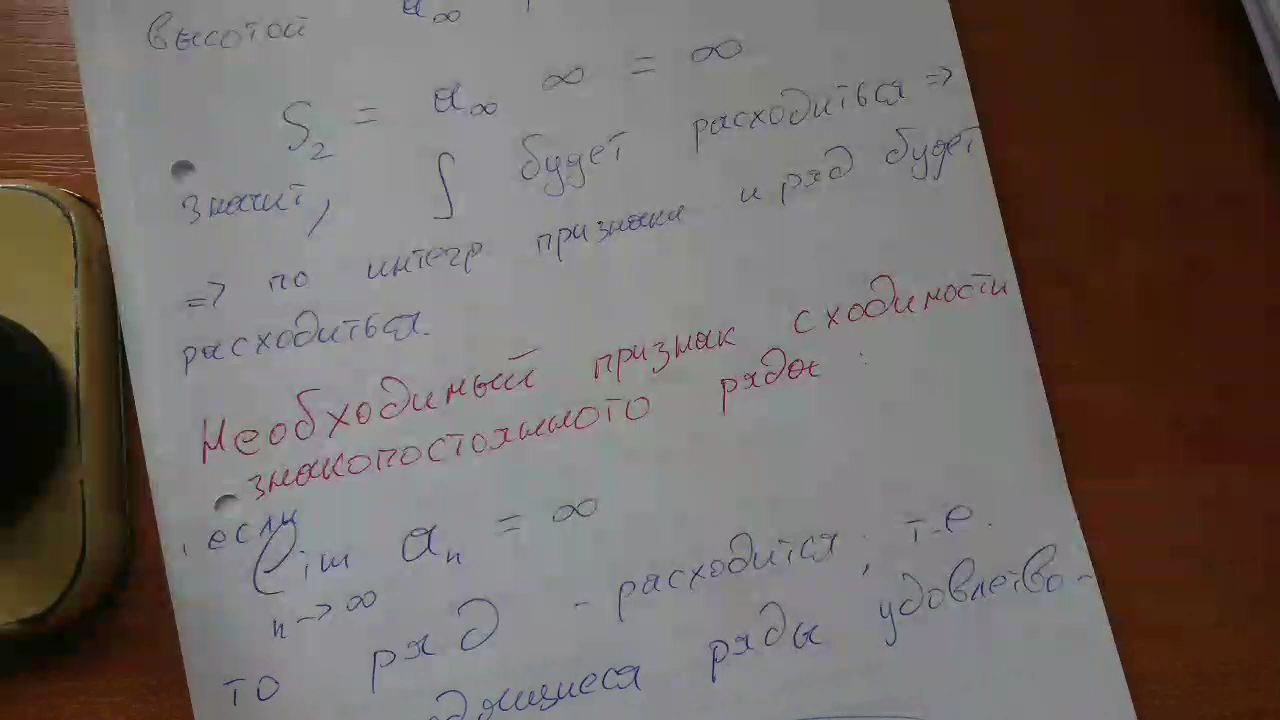 высотой a∞
S₂ = a∞ ∞ = ∞
значит, ∫ будет расходиться =>
=> по интегр признаки и ряд будет
расходиться.
Необходимый признак сходимости
знакопостоянного ряда :
если
lim aₙ = ∞
n -> ∞
то ряд - расходится, т.е.
ряды удовлетво-